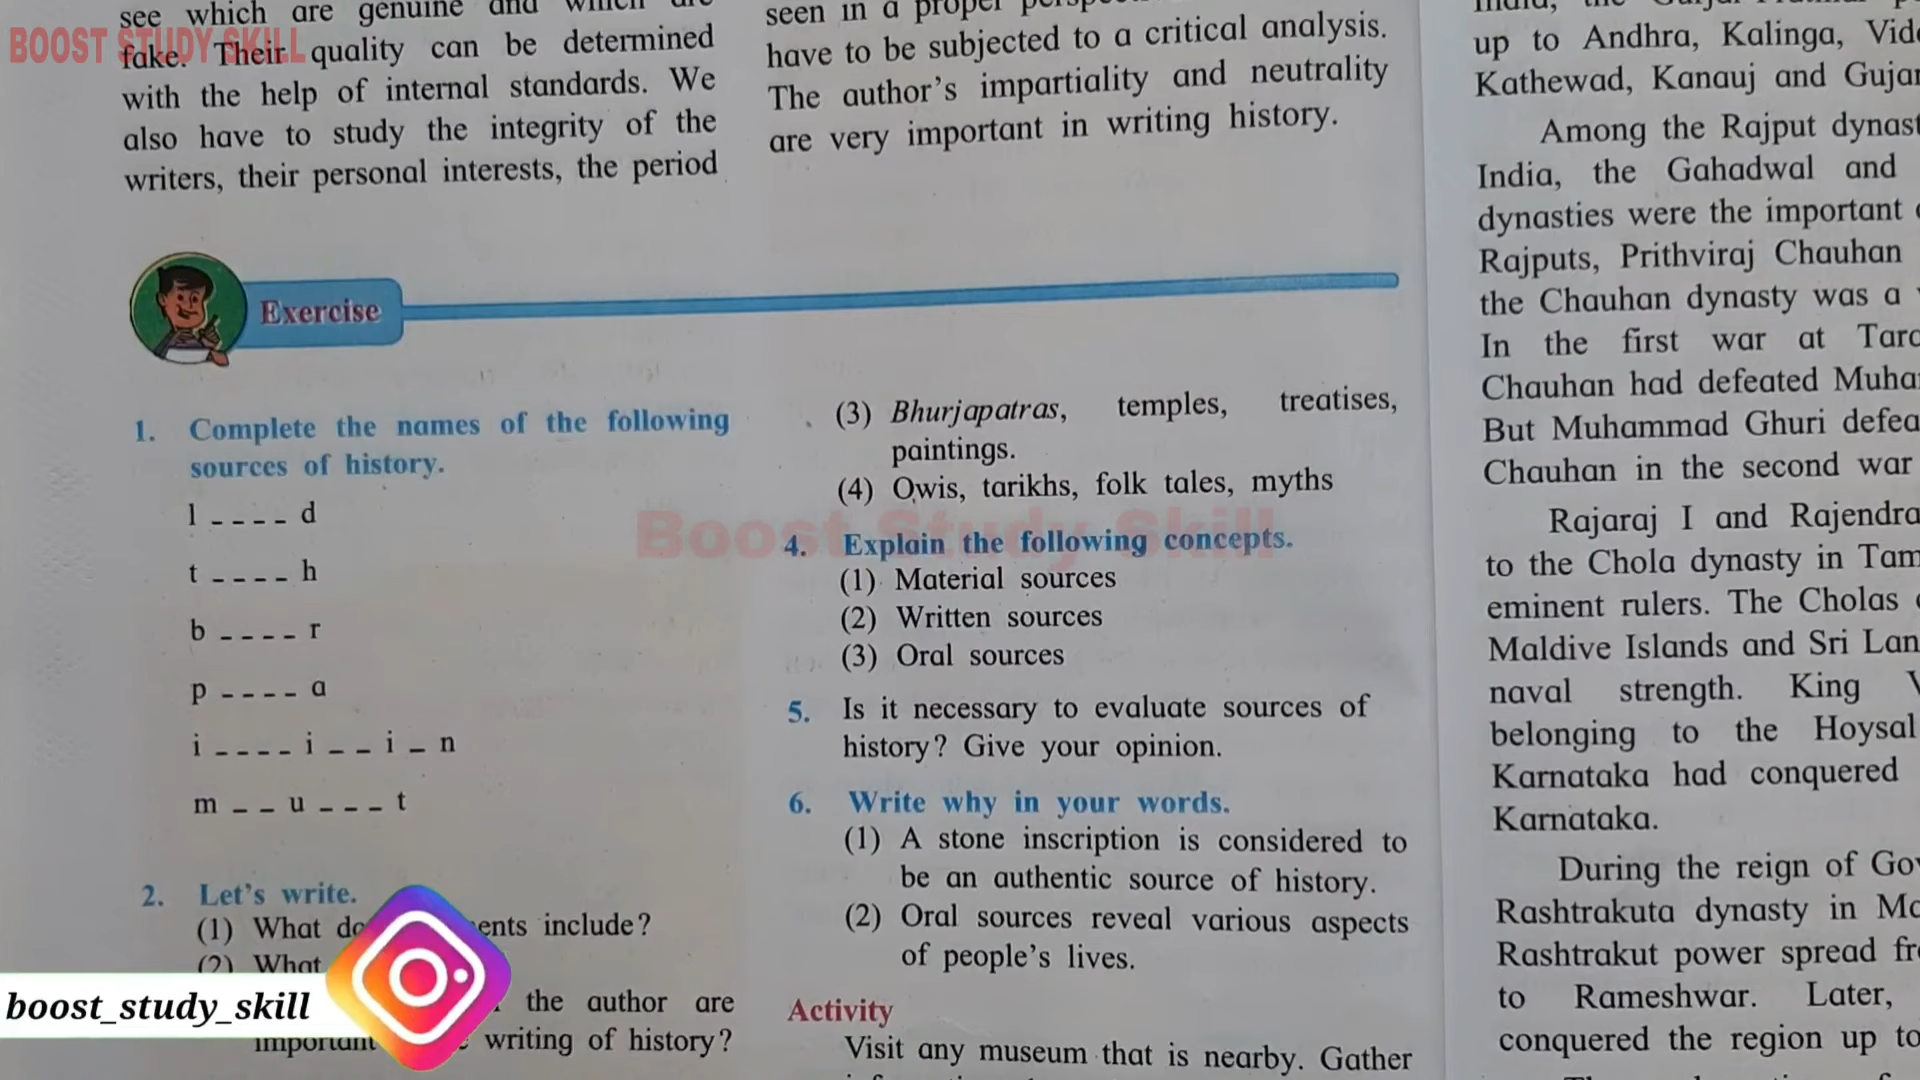 BOOST STUDY SKILL
see which are genuine and which are
fake. Their quality can be determined
with the help of internal standards. We
also have to study the integrity of the
writers, their personal interests, the period
seen in a proper
have to be subjected to a critical analysis.
The author's impartiality and neutrality
are very important in writing history.
Exercise
1. Complete the names of the following
sources of history.
l _ _ _ _ d
t _ _ _ _ h
b _ _ _ _ r
p _ _ _ _ a
i _ _ _ _ i _ _ i _ n
m _ _ u _ _ _ t
2. Let's write.
(1) What do ents include?
(2) What
the author are
important writing of history?
boost_study_skill
(3) Bhurjapatras, temples, treatises,
paintings.
(4) Owis, tarikhs, folk tales, myths
Boost Study Skill
4. Explain the following concepts.
(1) Material sources
(2) Written sources
(3) Oral sources
5. Is it necessary to evaluate sources of
history? Give your opinion.
6. Write why in your words.
(1) A stone inscription is considered to
be an authentic source of history.
(2) Oral sources reveal various aspects
of people's lives.
Activity
Visit any museum that is nearby. Gather
up to Andhra, Kalinga,
Kathewad, Kanauj and
Among the Rajput
India, the Gahadwal and
dynasties were the important
Rajputs, Prithviraj Chauhan
the Chauhan dynasty was a
In the first war at
Chauhan had defeated
But Muhammad Ghuri
Chauhan in the second war
Rajaraj I and Rajendra
to the Chola dynasty in
eminent rulers. The Cholas
Maldive Islands and Sri
naval strength. King
belonging to the
Karnataka had conquered
Karnataka.
During the reign of
Rashtrakuta dynasty in
Rashtrakut power spread
to Rameshwar. Later,
conquered the region up to